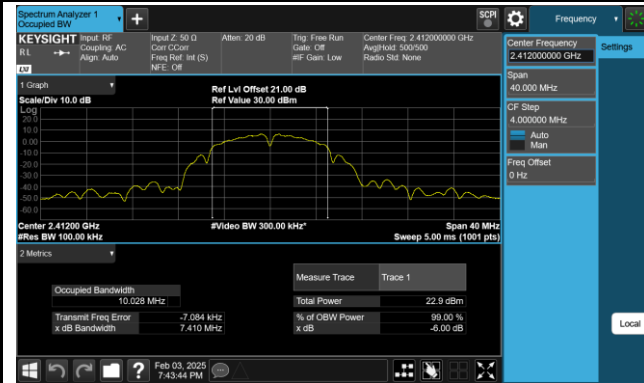 Spectrum Analyzer 1
Occupied BW
+
SCPI
Frequency
KEYSIGHT
RL
LXI
Input: RF
Coupling: AC
Align: Auto
Input Z: 50 Ω
Corr CCorr
Freq Ref: Int (S)
NFE: Off
Atten: 20 dB
Trig: Free Run
Gate: Off
#IF Gain: Low
Center Freq: 2.412000000 GHz
Avg|Hold: 500/500
Radio Std: None
Center Frequency
2.412000000 GHz
Settings
Span
40.000 MHz
CF Step
4.000000 MHz
Auto
Man
Freq Offset
0 Hz
1 Graph
Scale/Div 10.0 dB
Ref Lvl Offset 21.00 dB
Ref Value 30.00 dBm
Log
20.0
10.0
0.00
-10.0
-20.0
-30.0
-40.0
-50.0
-60.0
Center 2.41200 GHz
#Video BW 300.00 kHz*
Span 40 MHz
#Res BW 100.00 kHz
Sweep 5.00 ms (1001 pts)
2 Metrics
Measure Trace Trace 1
Occupied Bandwidth
10.028 MHz
Total Power 22.9 dBm
Transmit Freq Error -7.084 kHz
% of OBW Power 99.00 %
x dB Bandwidth 7.410 MHz
x dB -6.00 dB
Local
?
Feb 03, 2025
7:43:44 PM